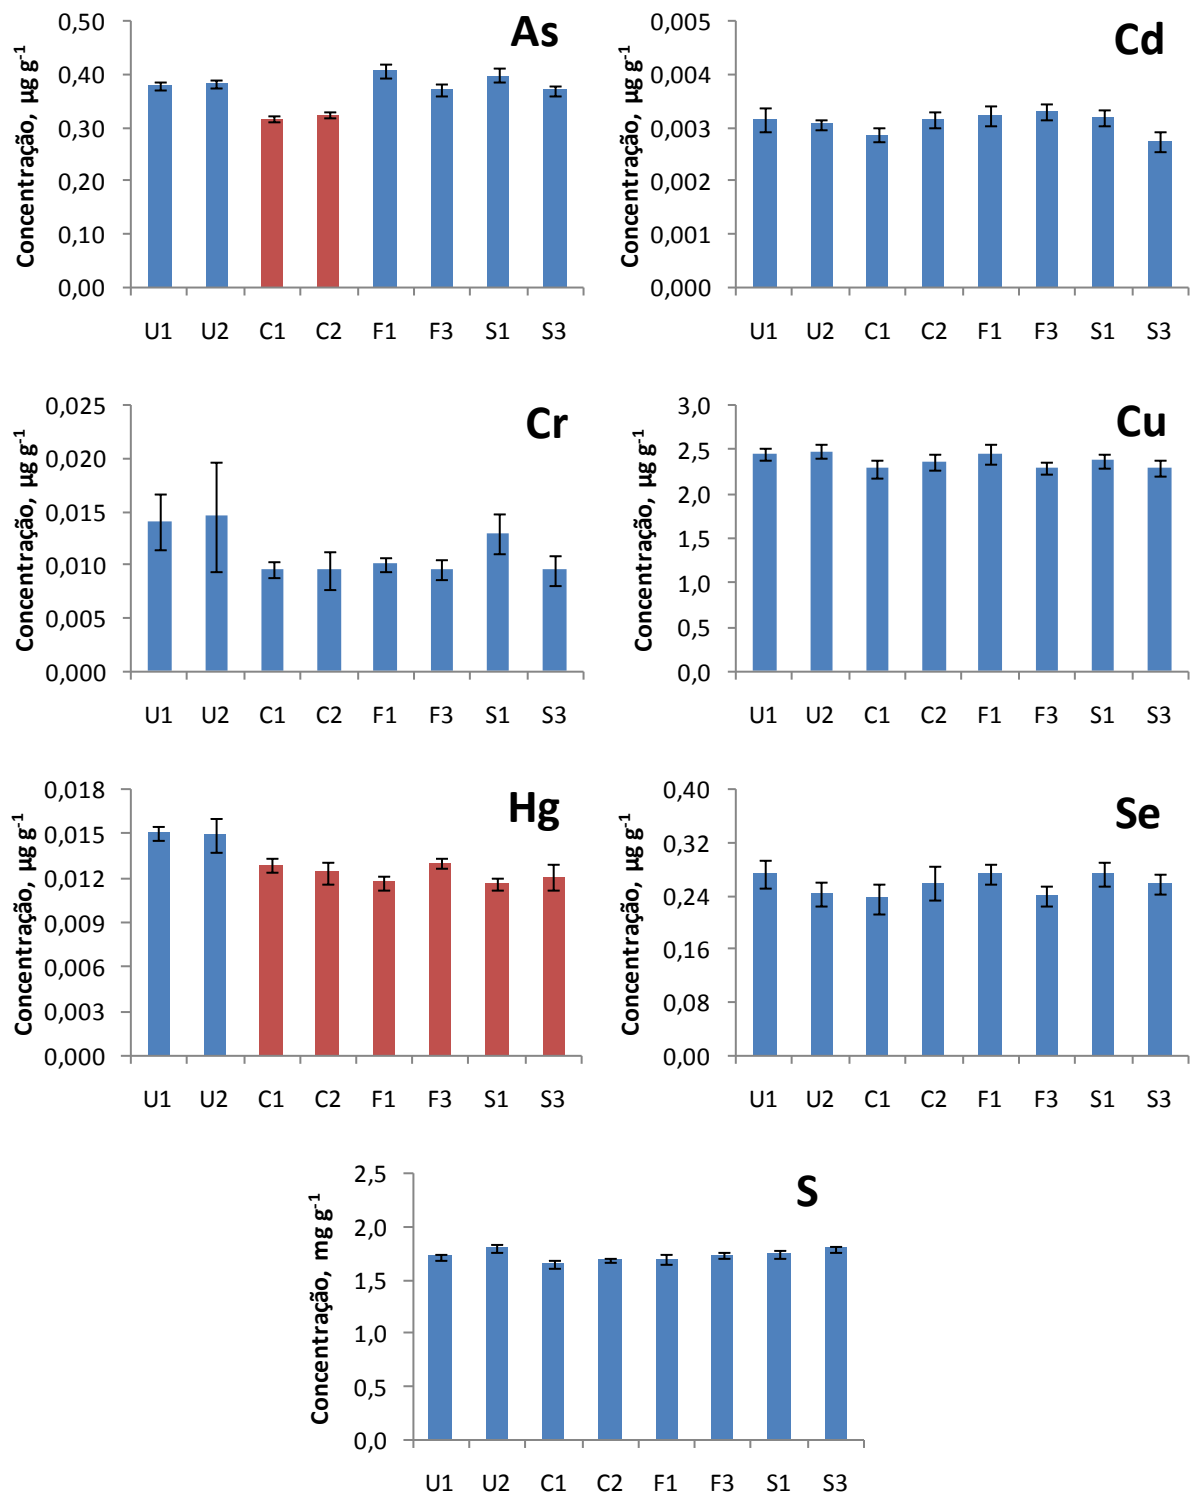 As
Concentração, µg g-1
0,50
0,40
0,30
0,20
0,10
0,00
U1 U2 C1 C2 F1 F3 S1 S3
Cd
Concentração, µg g-1
0,005
0,004
0,003
0,002
0,001
0,000
U1 U2 C1 C2 F1 F3 S1 S3
Cr
Concentração, µg g-1
0,025
0,020
0,015
0,010
0,005
0,000
U1 U2 C1 C2 F1 F3 S1 S3
Cu
Concentração, µg g-1
3,0
2,5
2,0
1,5
1,0
0,5
0,0
U1 U2 C1 C2 F1 F3 S1 S3
Hg
Concentração, µg g-1
0,018
0,015
0,012
0,009
0,006
0,003
0,000
U1 U2 C1 C2 F1 F3 S1 S3
Se
Concentração, µg g-1
0,40
0,32
0,24
0,16
0,08
0,00
U1 U2 C1 C2 F1 F3 S1 S3
S
Concentração, mg g-1
2,5
2,0
1,5
1,0
0,5
0,0
U1 U2 C1 C2 F1 F3 S1 S3